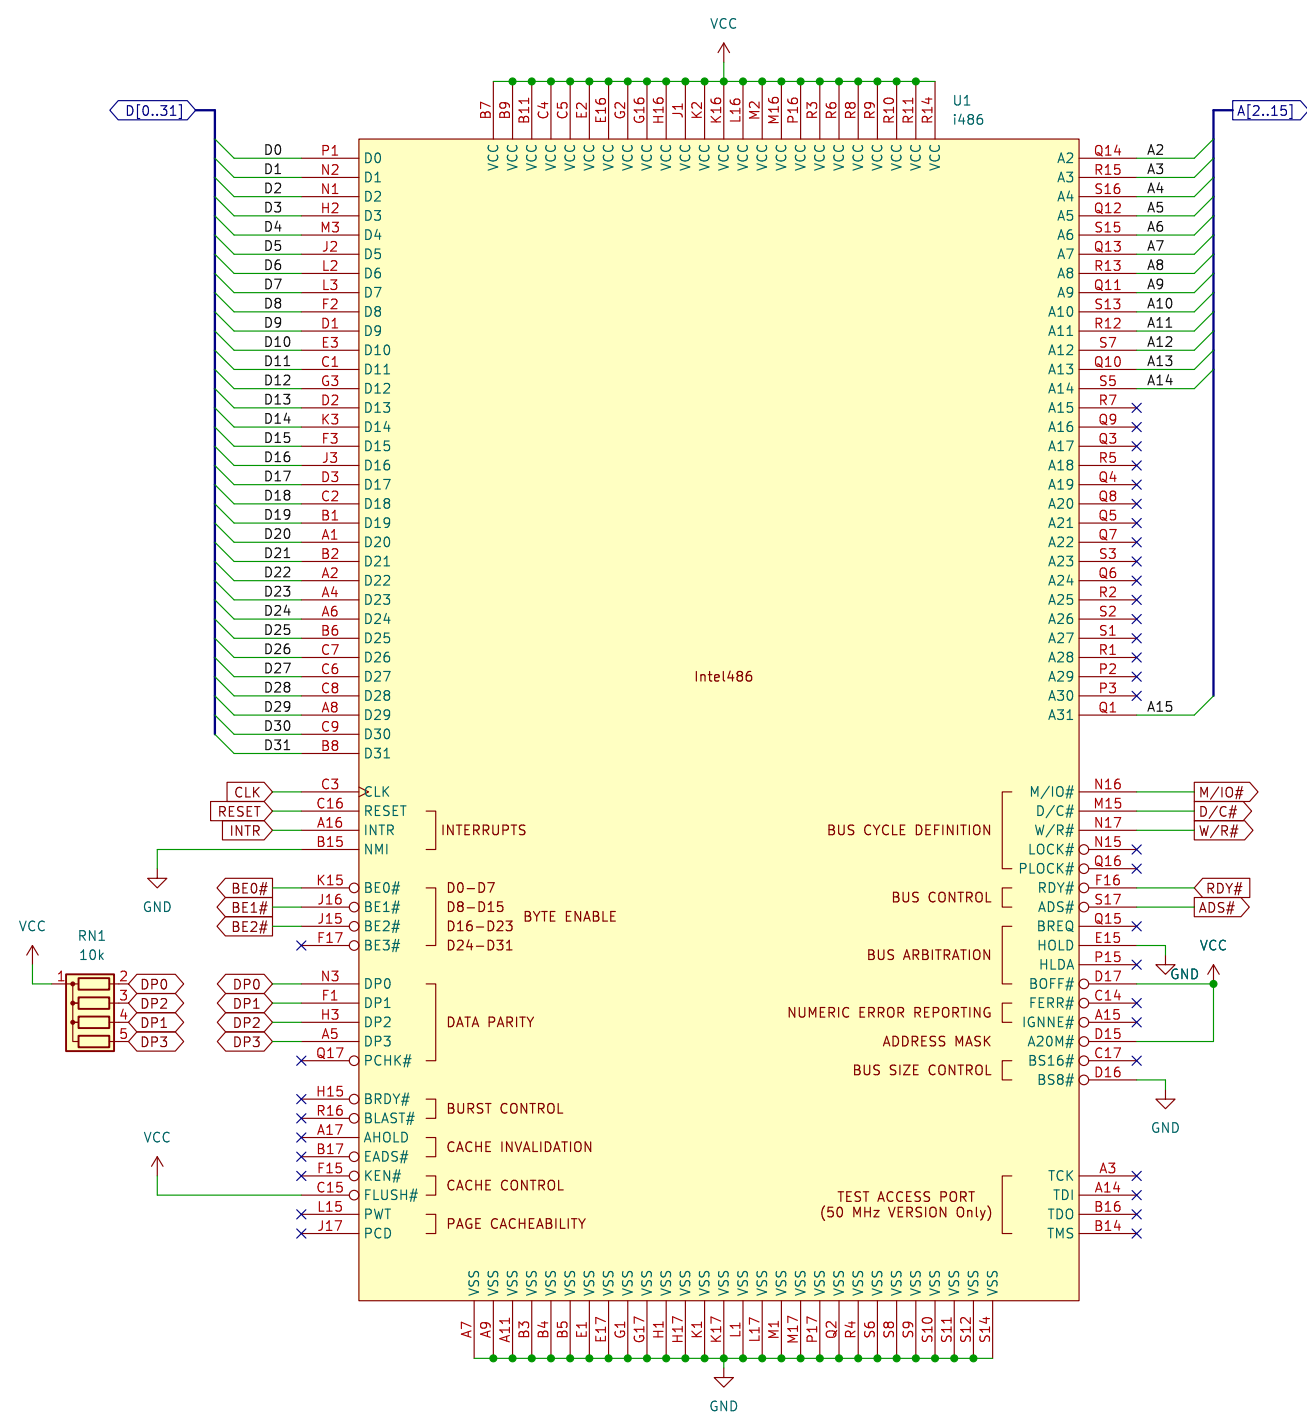 VCC
D[0..31]
A[2..15]
U1
i486
B7 B9 B11 C4 C5 E2 E16 G2 G16 H16 J1 K2 K16 L16 M2 M16 P16 R3 R6 R8 R9 R10 R11 R14
VCC VCC VCC VCC VCC VCC VCC VCC VCC VCC VCC VCC VCC VCC VCC VCC VCC VCC VCC VCC VCC VCC VCC VCC
D0 P1 D0 A2 Q14 A2
D1 N2 D1 A3 R15 A3
D2 N1 D2 A4 S16 A4
D3 H2 D3 A5 Q12 A5
D4 M3 D4 A6 S15 A6
D5 J2 D5 A7 Q13 A7
D6 L2 D6 A8 R13 A8
D7 L3 D7 A9 Q11 A9
D8 F2 D8 A10 S13 A10
D9 D1 D9 A11 R12 A11
D10 E3 D10 A12 S7 A12
D11 C1 D11 A13 Q10 A13
D12 G3 D12 A14 S5 A14
D13 D2 D13 A15 R7
D14 K3 D14 A16 Q9
D15 F3 D15 A17 Q3
D16 J3 D16 A18 R5
D17 D3 D17 A19 Q4
D18 C2 D18 A20 Q8
D19 B1 D19 A21 Q5
D20 A1 D20 A22 Q7
D21 B2 D21 A23 S3
D22 A2 D22 A24 Q6
D23 A4 D23 A25 R2
D24 A6 D24 A26 S2
D25 B6 D25 A27 S1
D26 C7 D26 A28 R1
D27 C6 D27 Intel486 A29 P2
D28 C8 D28 A30 P3
D29 A8 D29 A31 Q1 A15
D30 C9 D30
D31 B8 D31
CLK C3 CLK M/IO# N16 M/IO#
RESET C16 RESET D/C# M15 D/C#
INTR A16 INTR INTERRUPTS BUS CYCLE DEFINITION W/R# N17 W/R#
B15 NMI LOCK# N15
PLOCK# Q16
BE0# K15 BE0# D0-D7 RDY# F16 RDY#
BUS CONTROL
GND BE1# J16 BE1# D8-D15 ADS# S17 ADS#
BYTE ENABLE
VCC BE2# J15 BE2# D16-D23 BREQ Q15
RN1
F17 BE3# D24-D31 HOLD E15 VCC
10k BUS ARBITRATION
HLDA P15
GND
1 2 DP0 DP0 N3 DP0 BOFF# D17
3 DP2 DP1 F1 DP1 FERR# C14
NUMERIC ERROR REPORTING
4 DP1 DP2 H3 DP2 DATA PARITY IGNNE# A15
5 DP3 DP3 A5 DP3 ADDRESS MASK A20M# D15
Q17 PCHK# BS16# C17
BUS SIZE CONTROL
BS8# D16
H15 BRDY#
BURST CONTROL
R16 BLAST#
GND
VCC A17 AHOLD
CACHE INVALIDATION
B17 EADS#
F15 KEN# TCK A3
CACHE CONTROL
C15 FLUSH# TEST ACCESS PORT TDI A14
L15 PWT (50 MHz VERSION Only) TDO B16
PAGE CACHEABILITY
J17 PCD TMS B14
VSS VSS VSS VSS VSS VSS VSS VSS VSS VSS VSS VSS VSS VSS VSS VSS VSS VSS VSS VSS VSS VSS VSS VSS VSS VSS VSS VSS
A7 A9 A11 B3 B4 B5 E1 E17 G1 G17 H1 H17 K1 K17 L1 L17 M1 M17 P17 Q2 R4 S6 S8 S9 S10 S11 S12 S14
GND